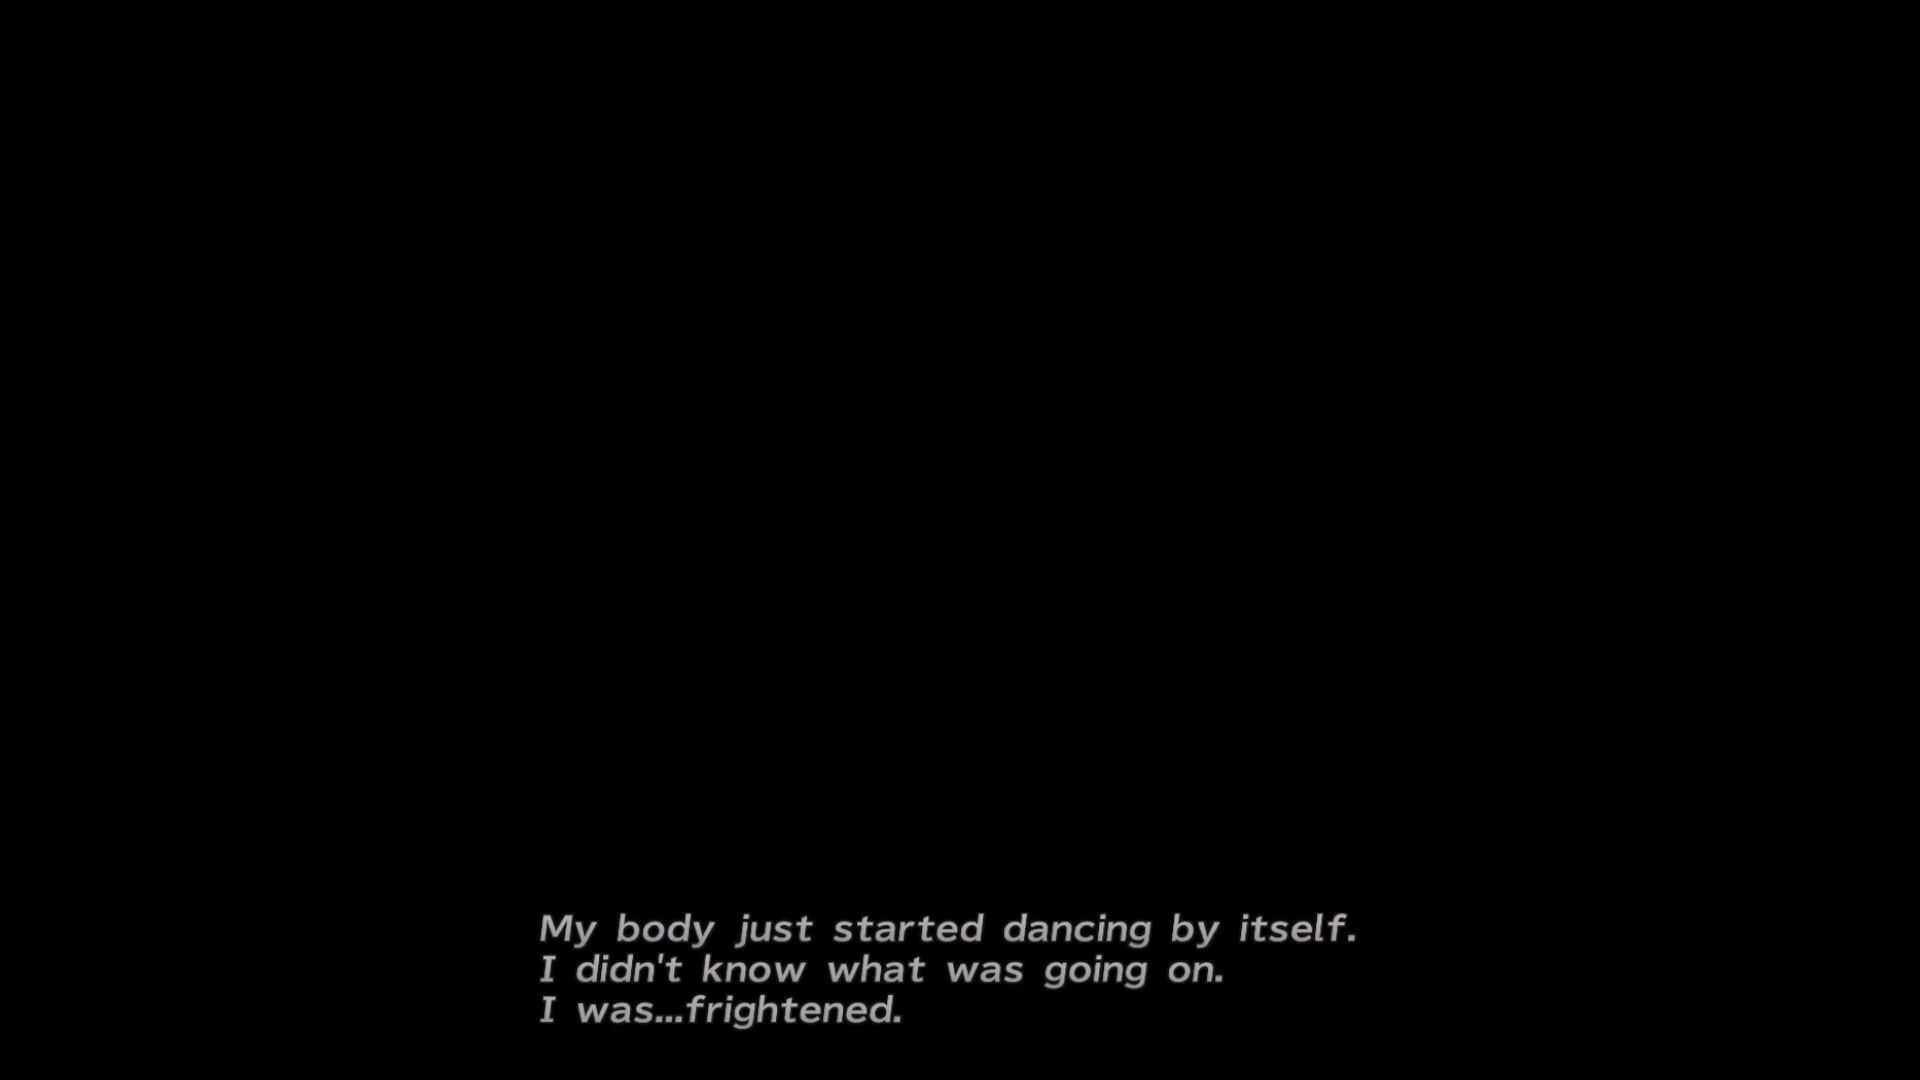 My body just started dancing by itself.
I didn't know what was going on.
I was...frightened.